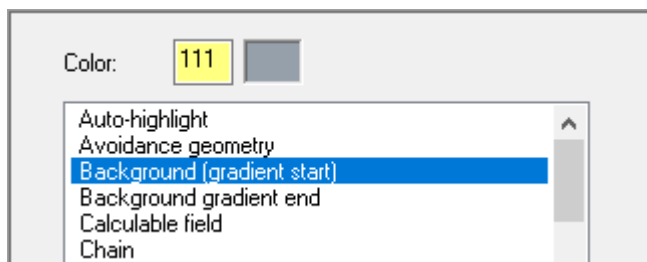 Color: 111
Auto-highlight
Avoidance geometry
Background (gradient start)
Background gradient end
Calculable field
Chain